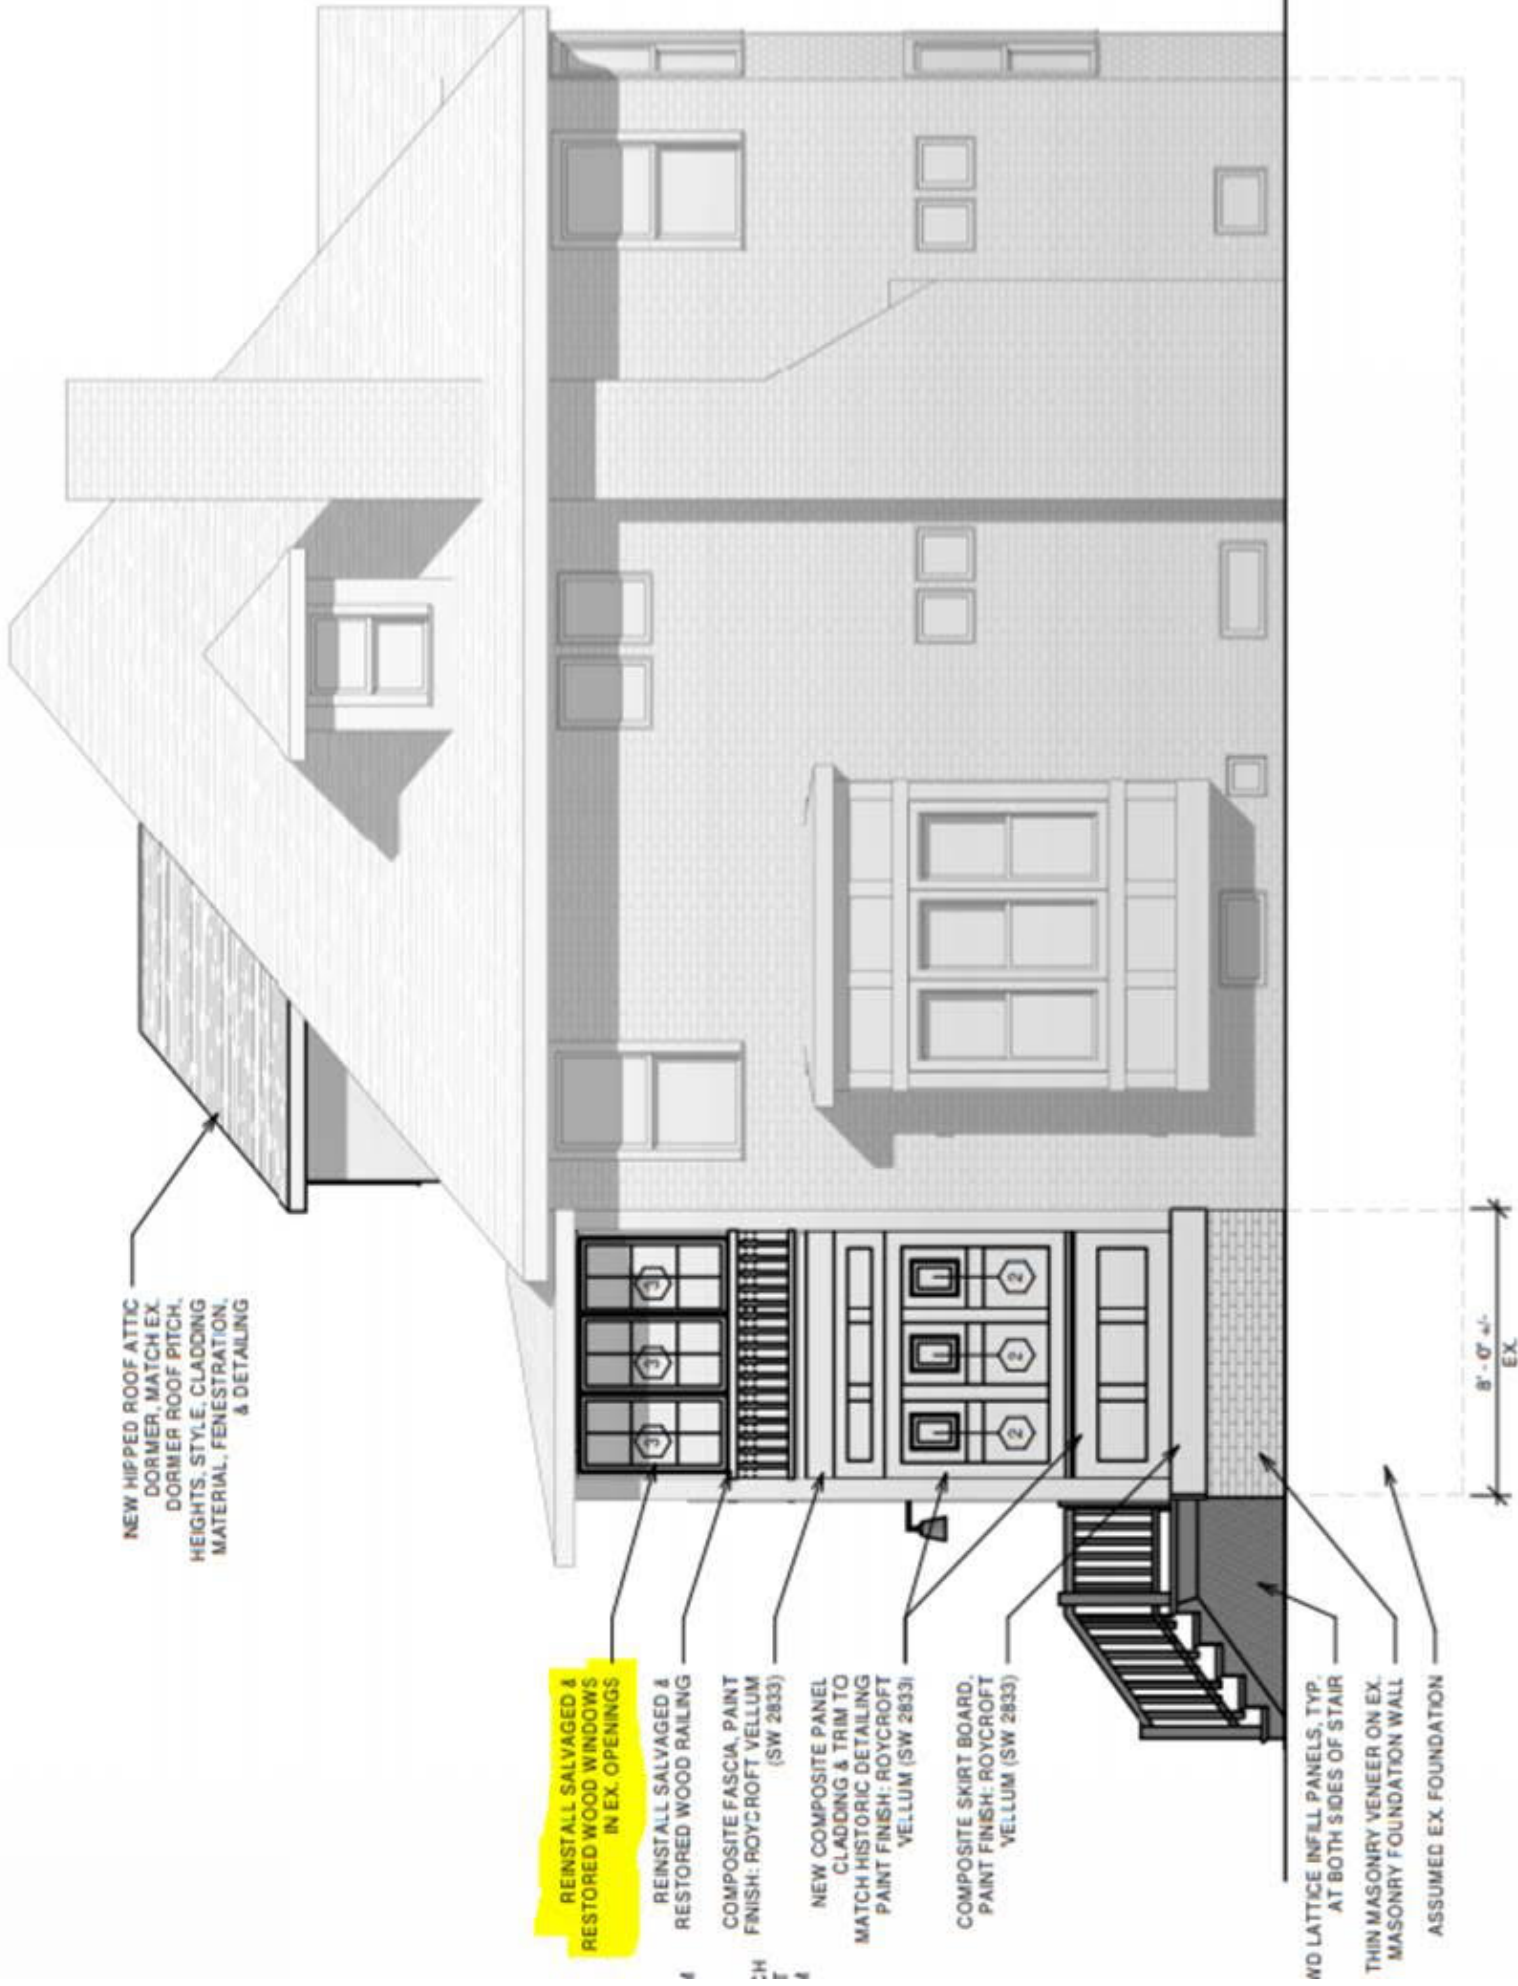 NEW HIPPED ROOF ATTIC
DORMER, MATCH EX.
DORMER ROOF PITCH,
HEIGHTS, STYLE, CLADDING
MATERIAL, FENESTRATION,
& DETAILING
REINSTALL SALVAGED &
RESTORED WOOD WINDOWS
IN EX. OPENINGS
REINSTALL SALVAGED &
RESTORED WOOD RAILING
COMPOSITE FASCIA, PAINT
FINISH: ROYCROFT VELLUM
(SW 2833)
NEW COMPOSITE PANEL
CLADDING & TRIM TO
MATCH HISTORIC DETAILING
PAINT FINISH: ROYCROFT
VELLUM (SW 2833)
COMPOSITE SKIRT BOARD,
PAINT FINISH: ROYCROFT
VELLUM (SW 2833)
WD LATTICE INFILL PANELS, TYP.
AT BOTH SIDES OF STAIR
THIN MASONRY VENEER ON EX.
MASONRY FOUNDATION WALL
ASSUMED EX. FOUNDATION
3
3
3
2
2
2
8' - 0" +/-
EX.
M
CH
T
M